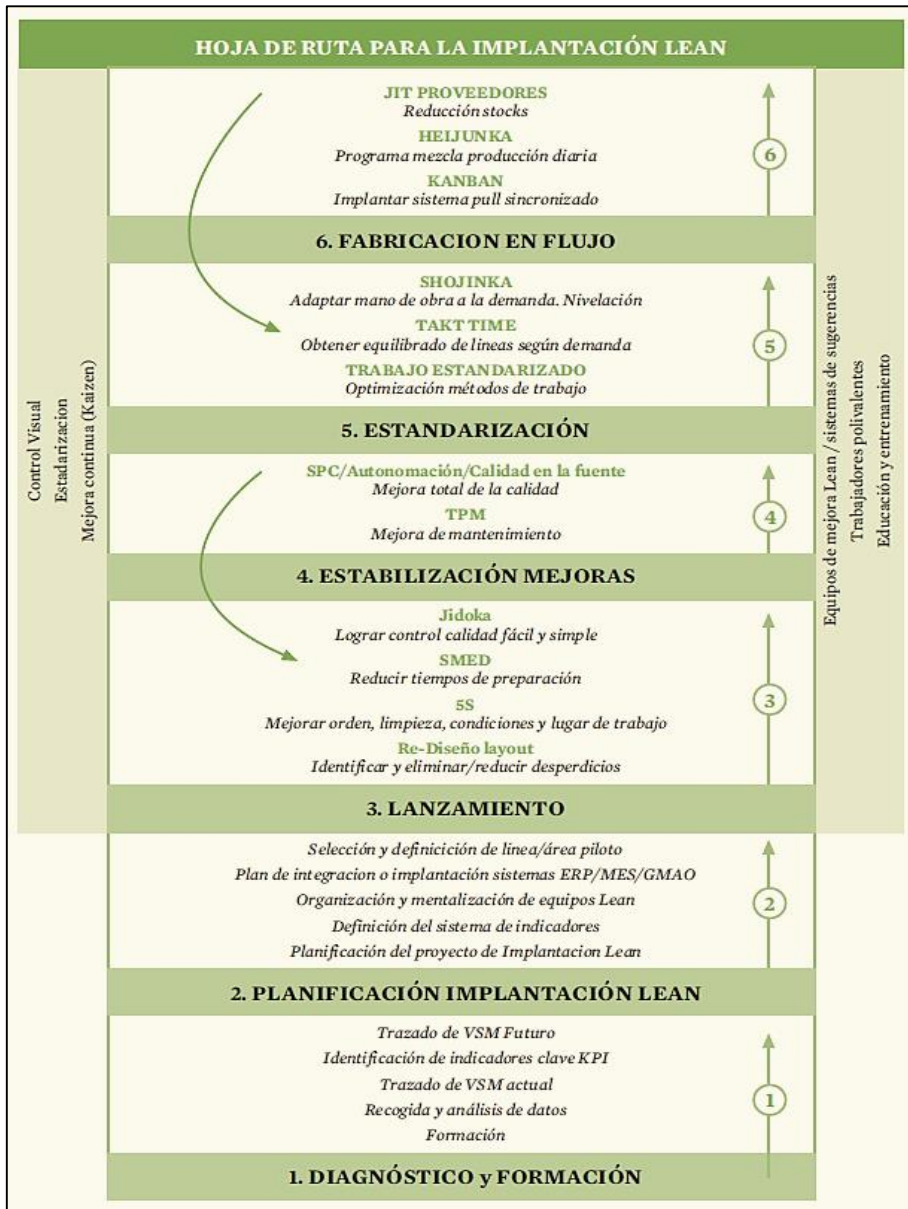 HOJA DE RUTA PARA LA IMPLANTACIÓN LEAN
JIT PROVEEDORES
Reducción stocks
HEIJUNKA
Programa mezcla producción diaria
KANBAN
Implantar sistema pull sincronizado
6
6. FABRICACION EN FLUJO
SHOJINKA
Adaptar mano de obra a la demanda. Nivelación
TAKT TIME
Obtener equilibrado de lineas según demanda
TRABAJO ESTANDARIZADO
Optimización métodos de trabajo
5
5. ESTANDARIZACIÓN
SPC/Autonomación/Calidad en la fuente
Mejora total de la calidad
TPM
Mejora de mantenimiento
4
4. ESTABILIZACIÓN MEJORAS
Jidoka
Lograr control calidad fácil y simple
SMED
Reducir tiempos de preparación
5S
Mejorar orden, limpieza, condiciones y lugar de trabajo
Re-Diseño layout
Identificar y eliminar/reducir desperdicios
3
3. LANZAMIENTO
Selección y definicición de linea/área piloto
Plan de integracion o implantación sistemas ERP/MES/GMAO
Organización y mentalización de equipos Lean
Definición del sistema de indicadores
Planificación del proyecto de Implantacion Lean
2
2. PLANIFICACIÓN IMPLANTACIÓN LEAN
Trazado de VSM Futuro
Identificación de indicadores clave KPI
Trazado de VSM actual
Recogida y análisis de datos
Formación
1
1. DIAGNÓSTICO y FORMACIÓN
Control Visual
Estadarizacion
Mejora continua (Kaizen)
Equipos de mejora Lean / sistemas de sugerencias
Trabajadores polivalentes
Educación y entrenamiento